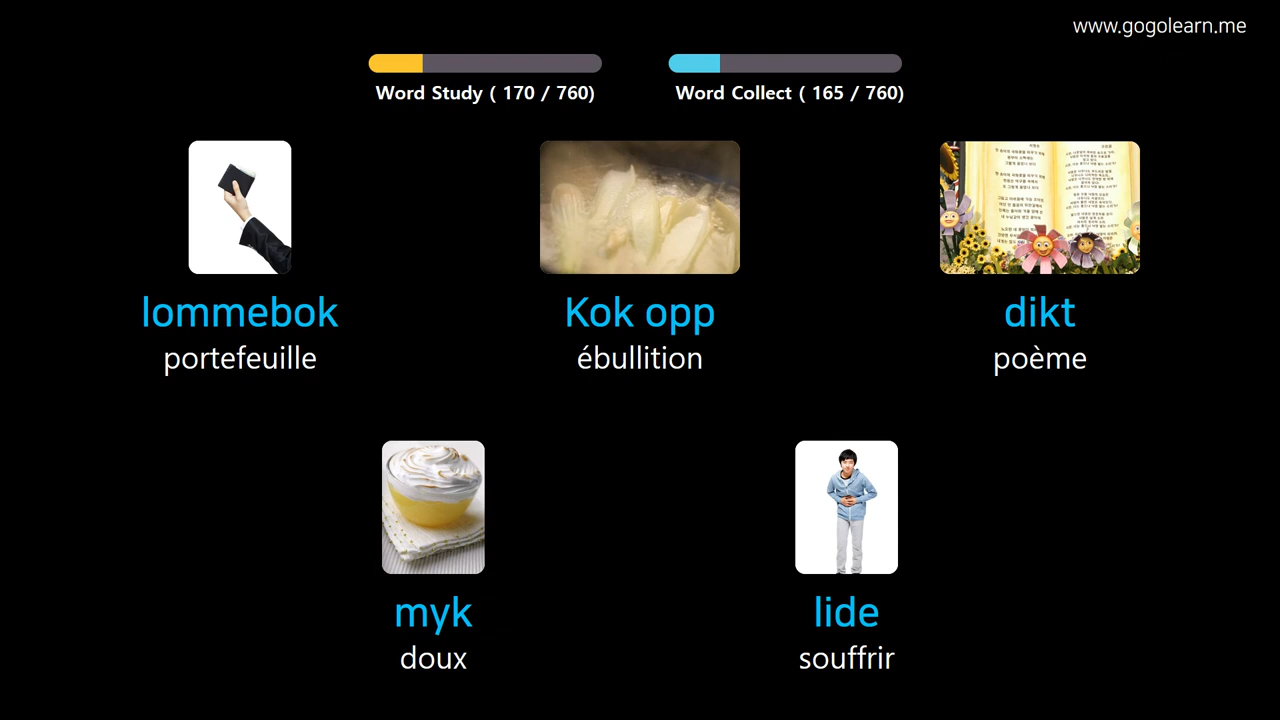 www.gogolearn.me
Word Study ( 170 / 760)
Word Collect ( 165 / 760)
lommebok
portefeuille
Kok opp
ébullition
dikt
poème
myk
doux
lide
souffrir